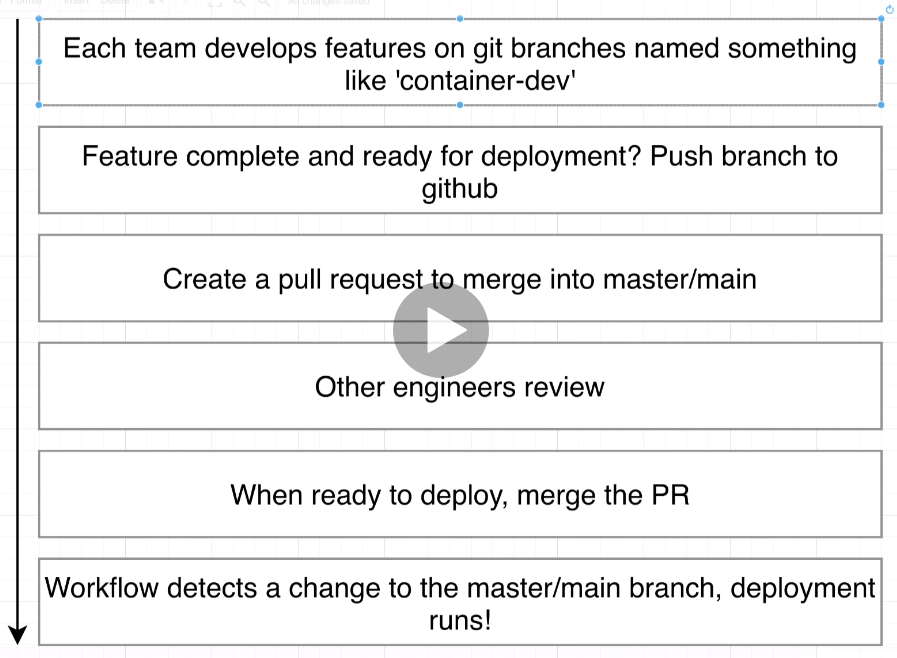 Format Insert Delete All changes saved
Each team develops features on git branches named something
like 'container-dev'
Feature complete and ready for deployment? Push branch to
github
Create a pull request to merge into master/main
Other engineers review
When ready to deploy, merge the PR
Workflow detects a change to the master/main branch, deployment
runs!